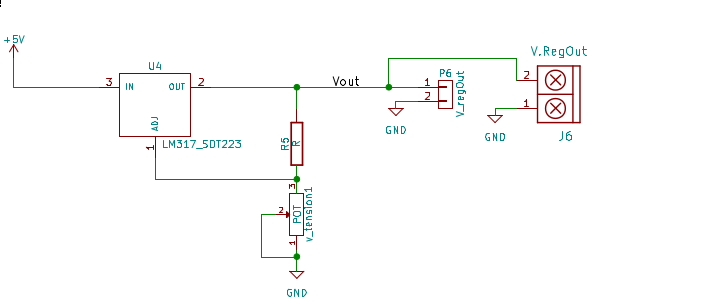 +5V
U4
3
IN
OUT
2
ADJ
1
LM317_SOT223
Vout
R5
R
3
2
POT
1
v_tension1
GND
P6
1
2
V_regOut
GND
V.RegOut
2
1
GND
J6